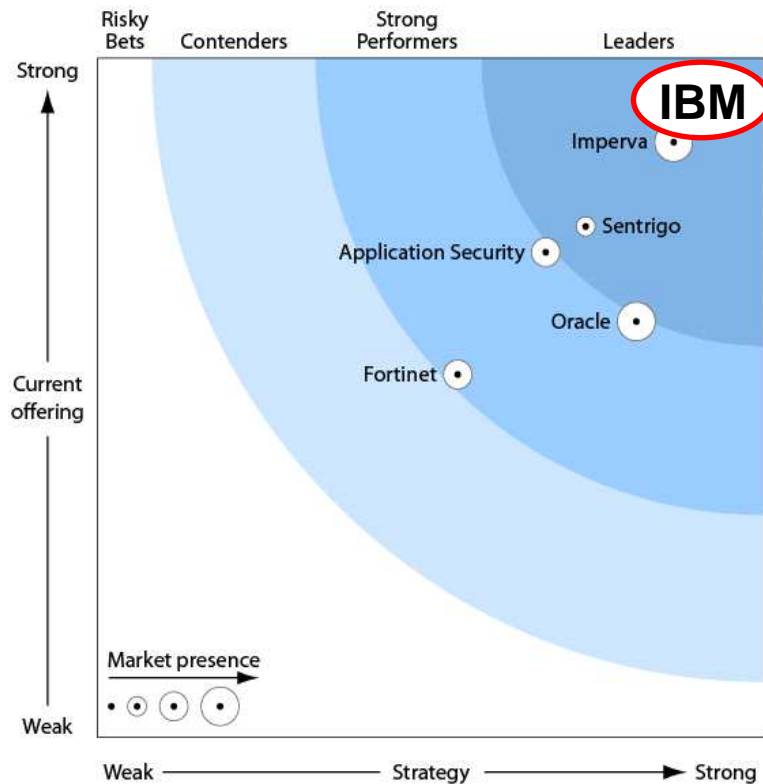 Risky
Bets
Contenders
Strong
Performers
Leaders
Strong
IBM
Imperva
Sentrigo
Application Security
Oracle
Current
offering
Fortinet
Market presence
Weak
Weak
Strategy
Strong